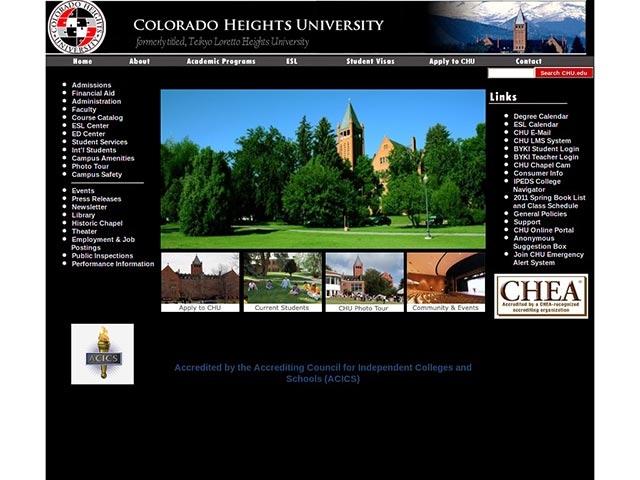 COLORADO HEIGHTS UNIVERSITY
COLORADO HEIGHTS UNIVERSITY
formerly titled, Teikyo Loretto Heights University
Home About Academic Programs ESL Student Visas Apply to CHU Contact
Search CHU.edu
Admissions
Financial Aid
Administration
Faculty
Course Catalog
ESL Center
ED Center
Student Services
Int'l Students
Campus Amenities
Photo Tour
Campus Safety
Events
Press Releases
Newsletter
Library
Historic Chapel
Theater
Employment & Job
Postings
Public Inspections
Performance Information
Apply to CHU
Current Students
CHU Photo Tour
Community & Events
Links
Degree Calendar
ESL Calendar
CHU E-Mail
CHU LMS System
BYKI Student Login
BYKI Teacher Login
CHU Chapel Cam
Consumer Info
IPEDS College
Navigator
2011 Spring Book List
and Class Schedule
General Policies
Support
CHU Online Portal
Anonymous
Suggestion Box
Join CHU Emergency
Alert System
CHEA
Accredited by a CHEA-recognized
accrediting organization
ACICS
Accredited by the Accrediting Council for Independent Colleges and
Schools (ACICS)